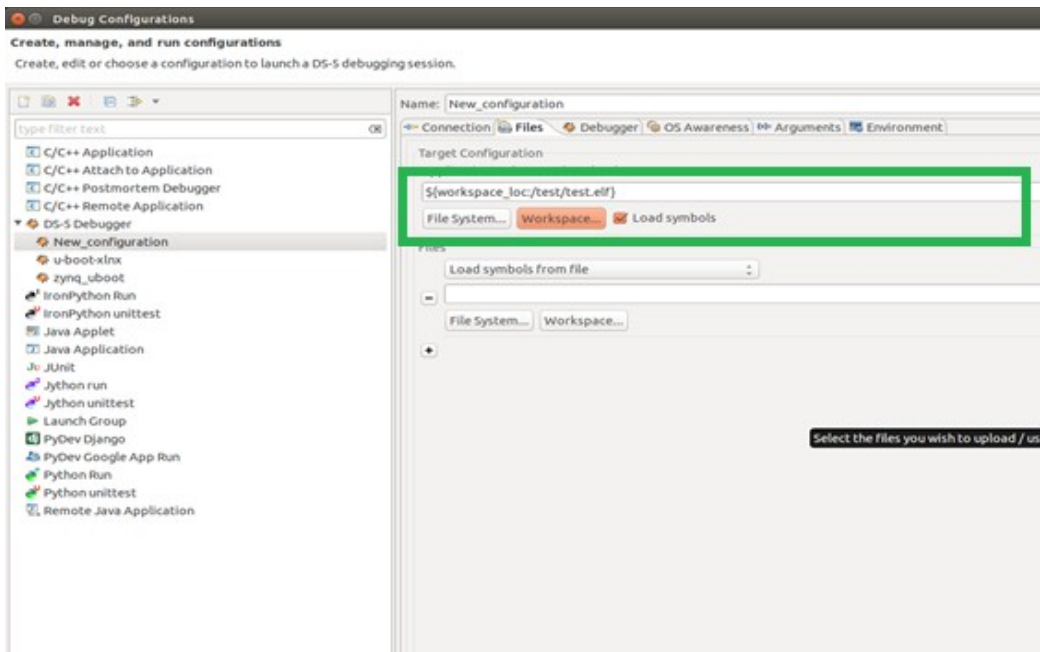 Debug Configurations
Create, manage, and run configurations
Create, edit or choose a configuration to launch a DS-5 debugging session.
type filter text
C/C++ Application
C/C++ Attach to Application
C/C++ Postmortem Debugger
C/C++ Remote Application
DS-5 Debugger
New_configuration
u-boot-xlnx
zynq_uboot
IronPython Run
IronPython unittest
Java Applet
Java Application
Ju JUnit
Jython run
Jython unittest
Launch Group
PyDev Django
PyDev Google App Run
Python Run
Python unittest
Remote Java Application
Name: New_configuration
Connection Files Debugger OS Awareness Arguments Environment
Target Configuration
${workspace_loc:/test/test.elf}
File System... Workspace... Load symbols
Files
Load symbols from file
File System... Workspace...
Select the files you wish to upload / us